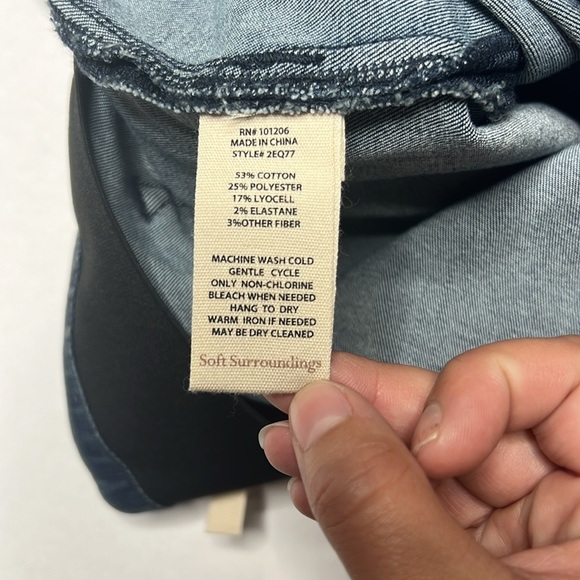 RN# 101206
MADE IN CHINA
STYLE# 2EQ77
53% COTTON
25% POLYESTER
17% LYOCELL
2% ELASTANE
3%OTHER FIBER
MACHINE WASH COLD
GENTLE CYCLE
ONLY NON-CHLORINE
BLEACH WHEN NEEDED
HANG TO DRY
WARM IRON IF NEEDED
MAY BE DRY CLEANED
Soft Surroundings